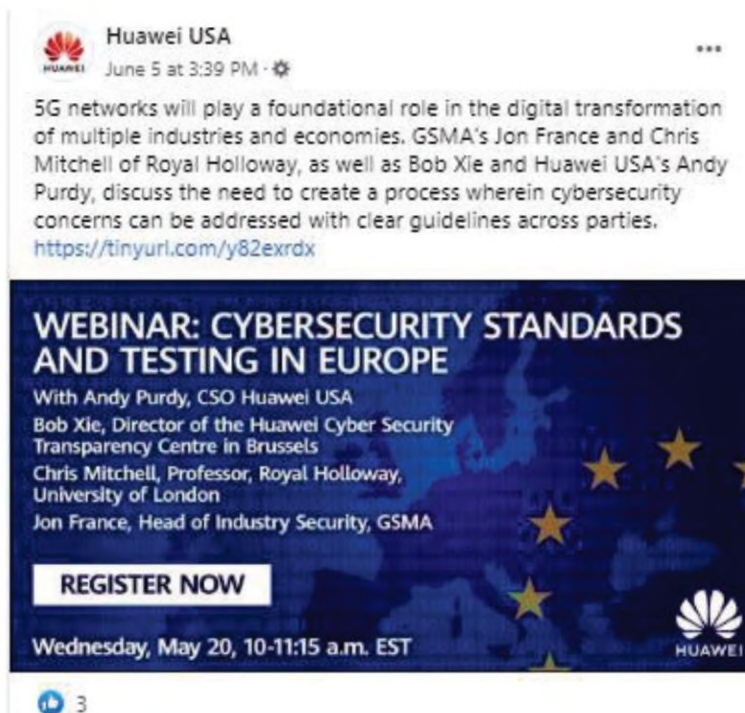 Huawei USA
HUAWEI
June 5 at 3:39 PM ·
5G networks will play a foundational role in the digital transformation
of multiple industries and economies. GSMA's Jon France and Chris
Mitchell of Royal Holloway, as well as Bob Xie and Huawei USA's Andy
Purdy, discuss the need to create a process wherein cybersecurity
concerns can be addressed with clear guidelines across parties.
https://tinyurl.com/y82exrdx
WEBINAR: CYBERSECURITY STANDARDS
AND TESTING IN EUROPE
With Andy Purdy, CSO Huawei USA
Bob Xie, Director of the Huawei Cyber Security
Transparency Centre in Brussels
Chris Mitchell, Professor, Royal Holloway,
University of London
Jon France, Head of Industry Security, GSMA
REGISTER NOW
Wednesday, May 20, 10-11:15 a.m. EST
HUAWEI
3